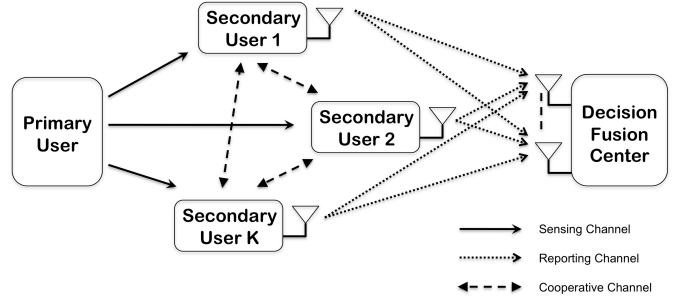 Secondary
User 1
Primary
User
Secondary
User 2
Decision
Fusion
Center
Secondary
User K
Sensing Channel
Reporting Channel
Cooperative Channel